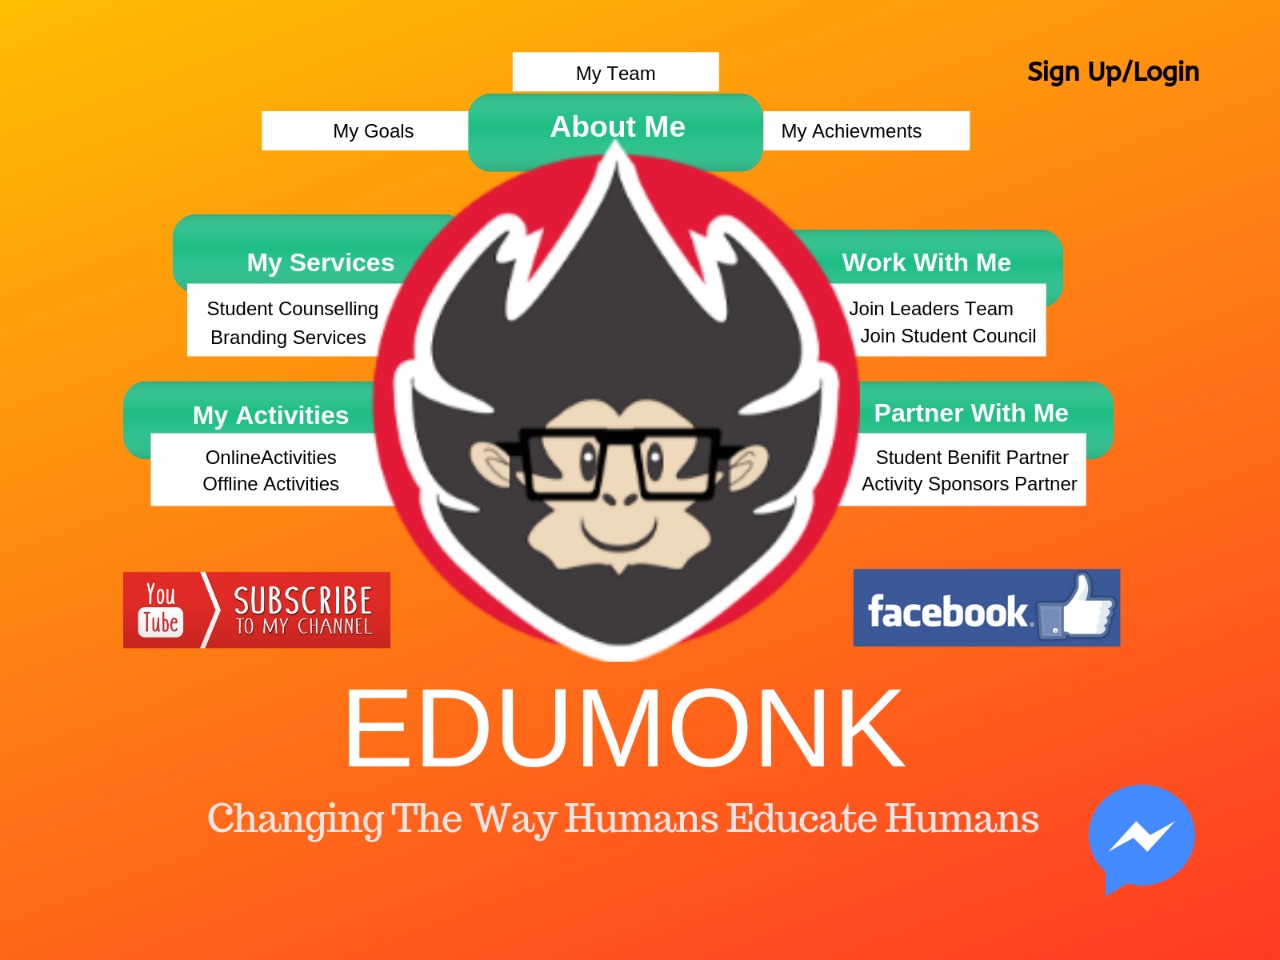 My Team
Sign Up/Login
My Goals
About Me
My Achievments
My Services
Student Counselling
Branding Services
Work With Me
Join Leaders Team
Join Student Council
My Activities
OnlineActivities
Offline Activities
Partner With Me
Student Benifit Partner
Activity Sponsors Partner
You
Tube
SUBSCRIBE
TO MY CHANNEL
facebook.
EDUMONK
Changing The Way Humans Educate Humans